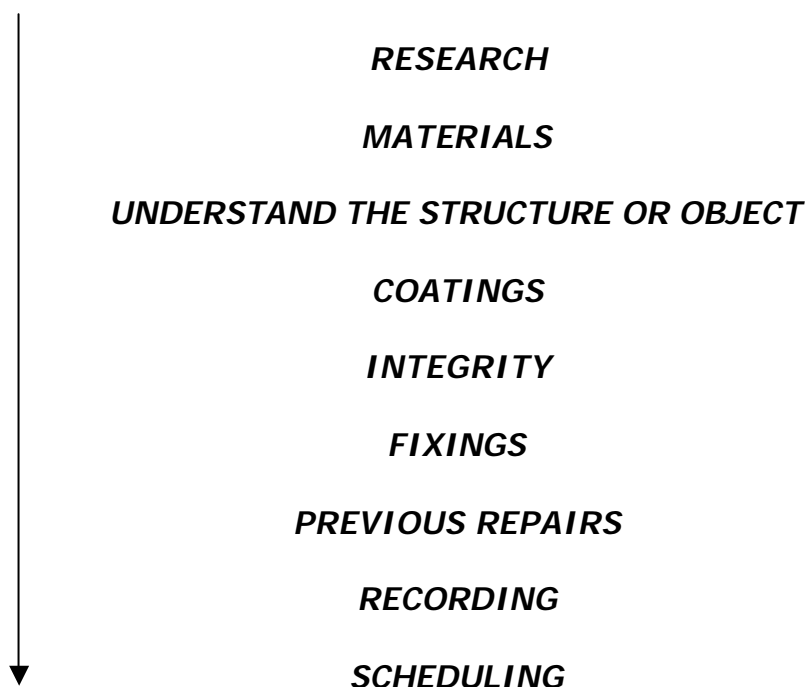 RESEARCH
MATERIALS
UNDERSTAND THE STRUCTURE OR OBJECT
COATINGS
INTEGRITY
FIXINGS
PREVIOUS REPAIRS
RECORDING
SCHEDULING